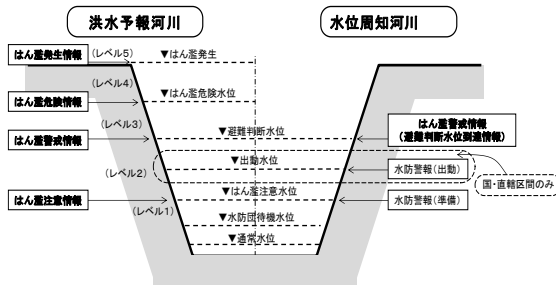 洪水予報河川
水位周知河川
はん濫発生情報
(レベル5)
▼はん濫発生
(レベル4)
はん濫危険情報
▼はん濫危険水位
(レベル3)
はん濫警戒情報
▼避難判断水位
はん濫警戒情報
(避難判断水位到達情報)
▼出動水位
水防警報(出動)
(レベル2)
国・直轄区間のみ
はん濫注意情報
▼はん濫注意水位
水防警報(準備)
(レベル1)
▼水防団待機水位
▼通常水位